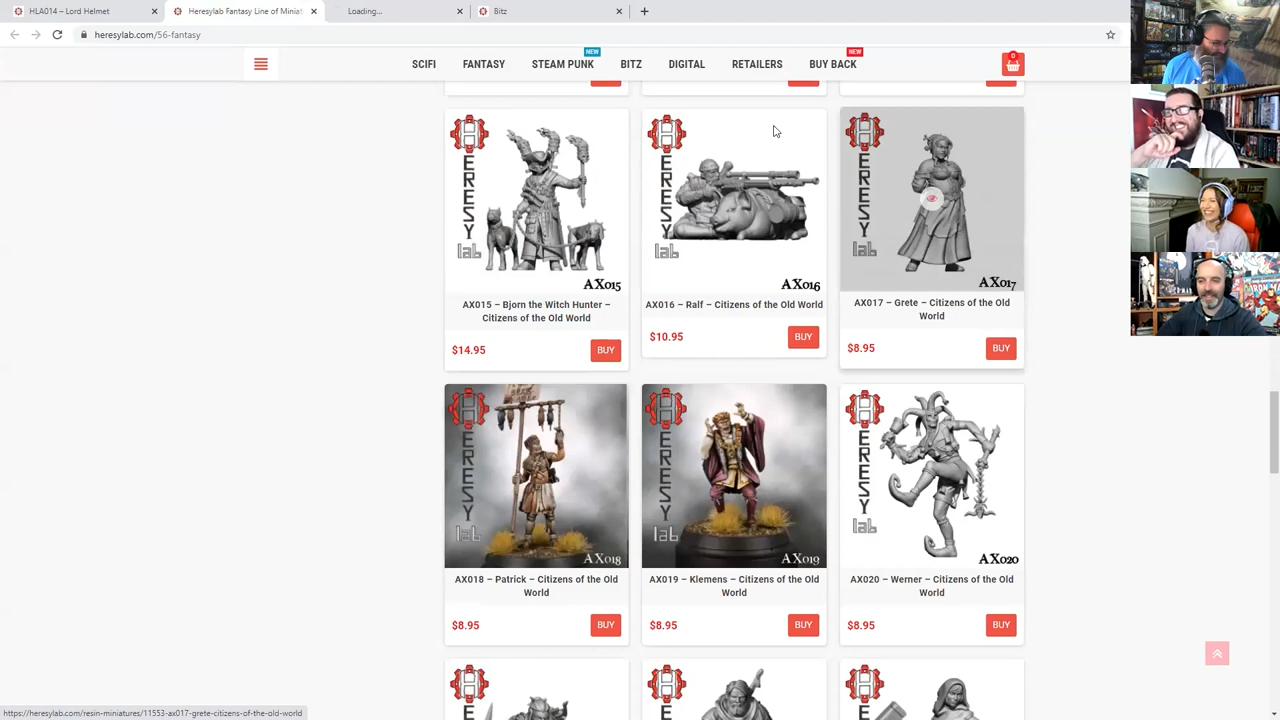 HLA014 – Lord Helmet
Heresylab Fantasy Line of Miniat
Loading...
Bitz
heresylab.com/56-fantasy
NEW
NEW
SCIFI FANTASY STEAM PUNK BITZ DIGITAL RETAILERS BUY BACK
0
HERESY
lab
AX015
AX015 – Bjorn the Witch Hunter –
Citizens of the Old World
$14.95 BUY
HERESY
lab
AX016
AX016 – Ralf – Citizens of the Old World
$10.95 BUY
HERESY
lab
AX017
AX017 – Grete – Citizens of the Old
World
$8.95 BUY
HERESY
lab
AX018
AX018 – Patrick – Citizens of the Old
World
$8.95 BUY
HERESY
lab
AX019
AX019 – Klemens – Citizens of the Old
World
$8.95 BUY
HERESY
lab
AX020
AX020 – Werner – Citizens of the Old
World
$8.95 BUY
https://heresylab.com/resin-miniatures/1153-ax017-grete-citizens-of-the-old-world